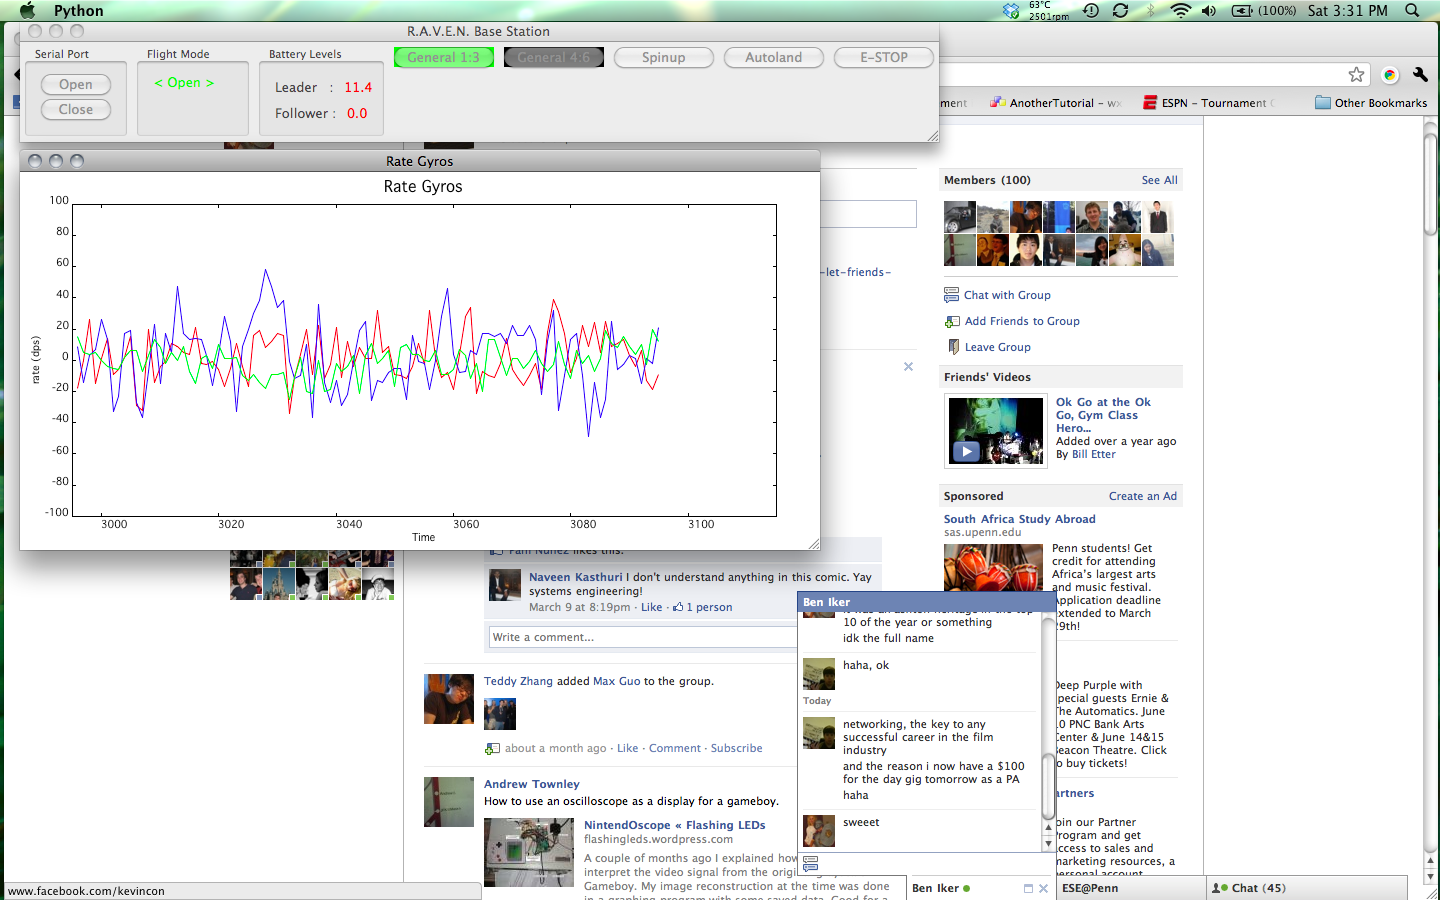 Python
63°C
2501rpm
(100%)
Sat 3:31 PM
R.A.V.E.N. Base Station
Serial Port
Open
Close
Flight Mode
< Open >
Battery Levels
Leader : 11.4
Follower : 0.0
General 1:3
General 4:6
Spinup
Autoland
E-STOP
ment
AnotherTutorial - wx
ESPN - Tournament C
Other Bookmarks
Rate Gyros
Rate Gyros
rate (dps)
100
80
60
40
20
0
-20
-40
-60
-80
-100
3000
3020
3040
3060
3080
3100
Time
-let-friends-
Members (100)
See All
Chat with Group
Add Friends to Group
Leave Group
Friends' Videos
Ok Go at the Ok
Go, Gym Class
Hero...
Added over a year ago
By Bill Etter
Sponsored
Create an Ad
South Africa Study Abroad
sas.upenn.edu
Penn students! Get
credit for attending
Africa's largest arts
and music festival.
Application deadline
extended to March
29th!
Deep Purple with
special guests Ernie &
The Automatics. June
10 PNC Bank Arts
Center & June 14&15
Beacon Theatre. Click
to buy tickets!
artners
Join our Partner
Program and get
access to sales and
marketing resources, a
personal account
Pam Nunez likes this.
Naveen Kasthuri I don't understand anything in this comic. Yay
systems engineering!
March 9 at 8:19pm · Like · 1 person
Write a comment...
Teddy Zhang added Max Guo to the group.
about a month ago · Like · Comment · Subscribe
Andrew Townley
How to use an oscilloscope as a display for a gameboy.
NintendOscope « Flashing LEDs
flashingleds.wordpress.com
A couple of months ago I explained how
interpret the video signal from the origi
Gameboy. My image reconstruction at the time was done
in a graphing program with some saved data. Good for a
Ben Iker
10 of the year or something
idk the full name
haha, ok
Today
networking, the key to any
successful career in the film
industry
and the reason i now have a $100
for the day gig tomorrow as a PA
haha
sweeet
www.facebook.com/kevincon
Ben Iker
ESE@Penn
Chat (45)